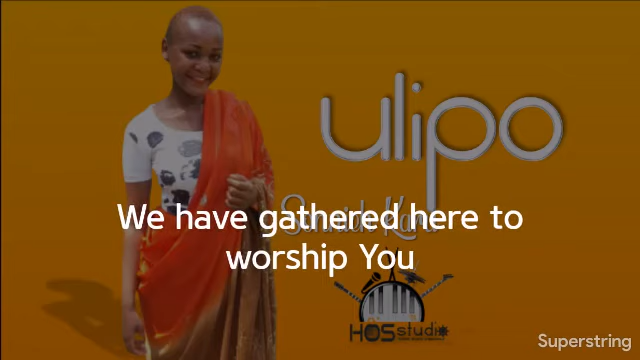 ulipo
We have gathered here to
worship You
HOS studio
Superstring